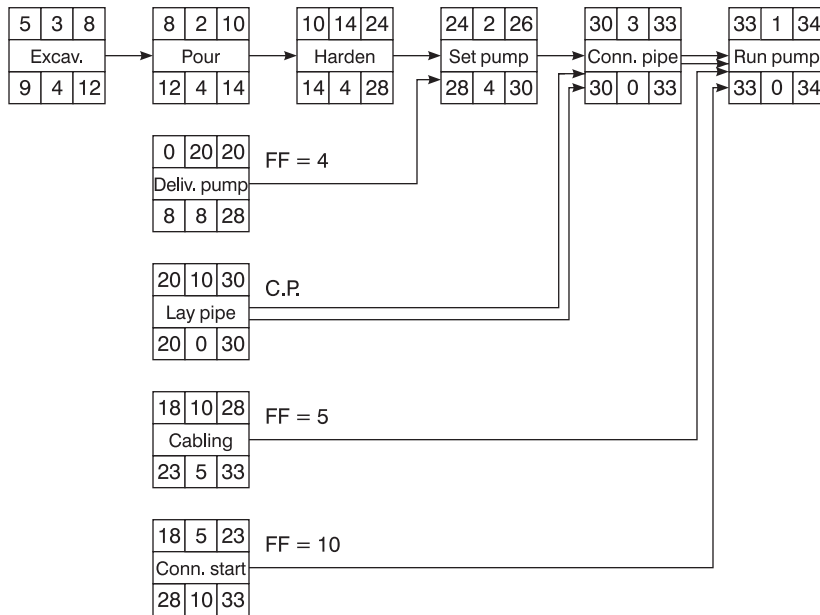 5 3 8 8 2 10 10 14 24 24 2 26 30 3 33 33 1 34
Excav. Pour Harden Set pump Conn. pipe Run pump
9 4 12 12 4 14 14 4 28 28 4 30 30 0 33 33 0 34
0 20 20 FF = 4
Deliv. pump
8 8 28
20 10 30 C.P.
Lay pipe
20 0 30
18 10 28 FF = 5
Cabling
23 5 33
18 5 23 FF = 10
Conn. start
28 10 33